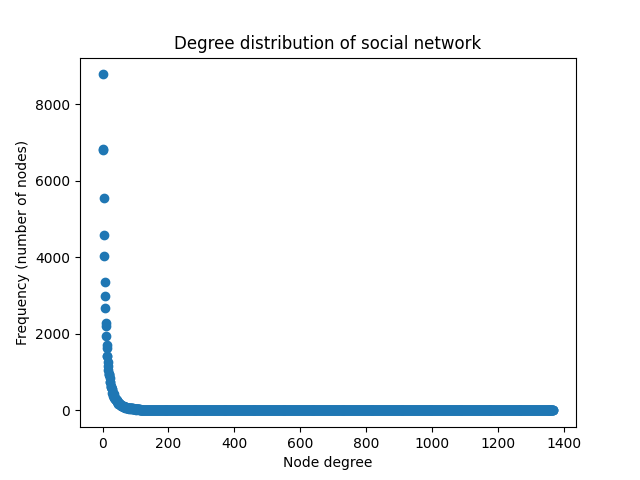 Degree distribution of social network
Frequency (number of nodes)
8000
6000
4000
2000
0
0 200 400 600 800 1000 1200 1400
Node degree